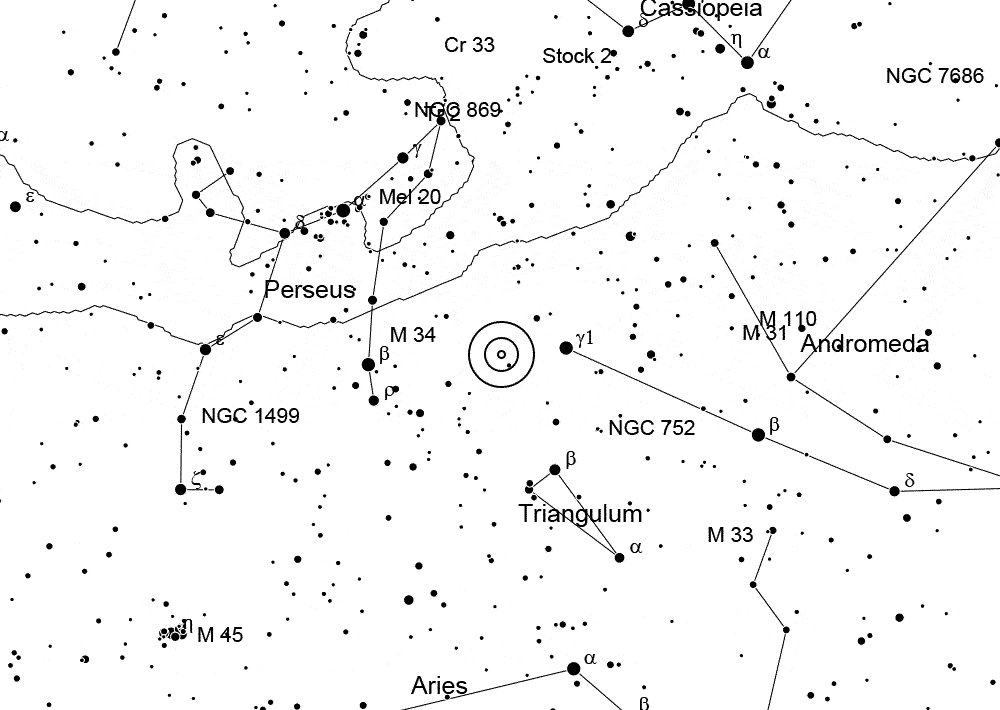 Cassiopeia
δ
η
α
Cr 33
Stock 2
NGC 7686
NGC 869
α
γ
ε
Mel 20
α
δ
Perseus
M 110
M 31
M 34
γ1
Andromeda
ε
β
ρ
NGC 1499
NGC 752
β
β
ζ
δ
Triangulum
M 33
α
η
M 45
α
Aries
β